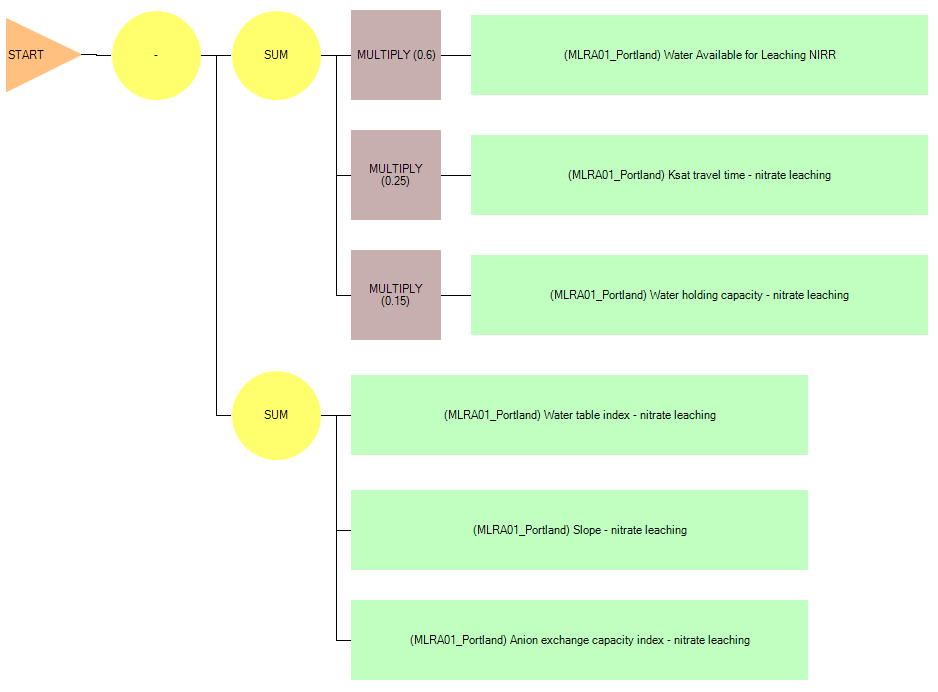 START
-
SUM
MULTIPLY (0.6)
(MLRA01_Portland) Water Available for Leaching NIRR
MULTIPLY
(0.25)
(MLRA01_Portland) Ksat travel time - nitrate leaching
MULTIPLY
(0.15)
(MLRA01_Portland) Water holding capacity - nitrate leaching
SUM
(MLRA01_Portland) Water table index - nitrate leaching
(MLRA01_Portland) Slope - nitrate leaching
(MLRA01_Portland) Anion exchange capacity index - nitrate leaching